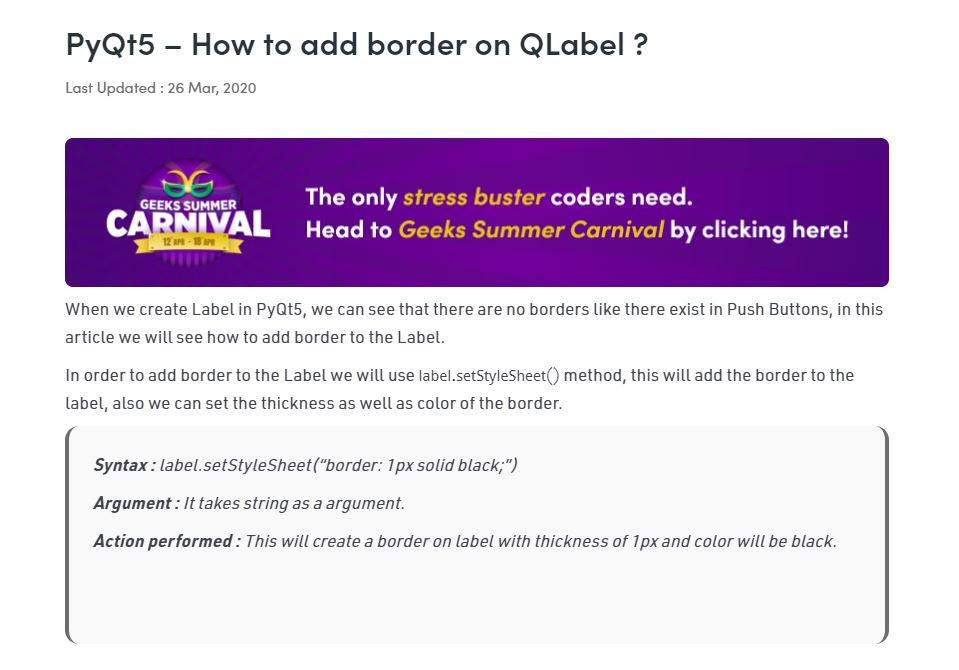 PyQt5 – How to add border on QLabel ?
Last Updated : 26 Mar, 2020
GEEKS SUMMER
CARNIVAL
12 APR - 18 APR
The only stress buster coders need.
Head to Geeks Summer Carnival by clicking here!
When we create Label in PyQt5, we can see that there are no borders like there exist in Push Buttons, in this
article we will see how to add border to the Label.
In order to add border to the Label we will use label.setStyleSheet() method, this will add the border to the
label, also we can set the thickness as well as color of the border.
Syntax : label.setStyleSheet(“border: 1px solid black;”)
Argument : It takes string as a argument.
Action performed : This will create a border on label with thickness of 1px and color will be black.